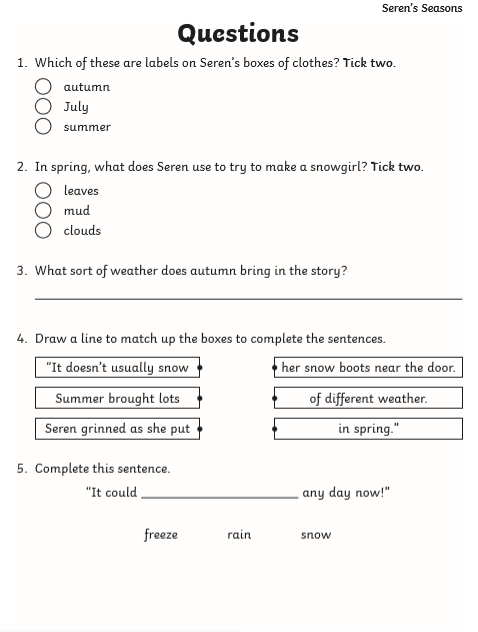 Seren's Seasons
Questions
1. Which of these are labels on Seren's boxes of clothes? Tick two.
autumn
July
summer
2. In spring, what does Seren use to try to make a snowgirl? Tick two.
leaves
mud
clouds
3. What sort of weather does autumn bring in the story?
4. Draw a line to match up the boxes to complete the sentences.
"It doesn't usually snow her snow boots near the door.
Summer brought lots of different weather.
Seren grinned as she put in spring."
5. Complete this sentence.
"It could ____________________ any day now!"
freeze rain snow